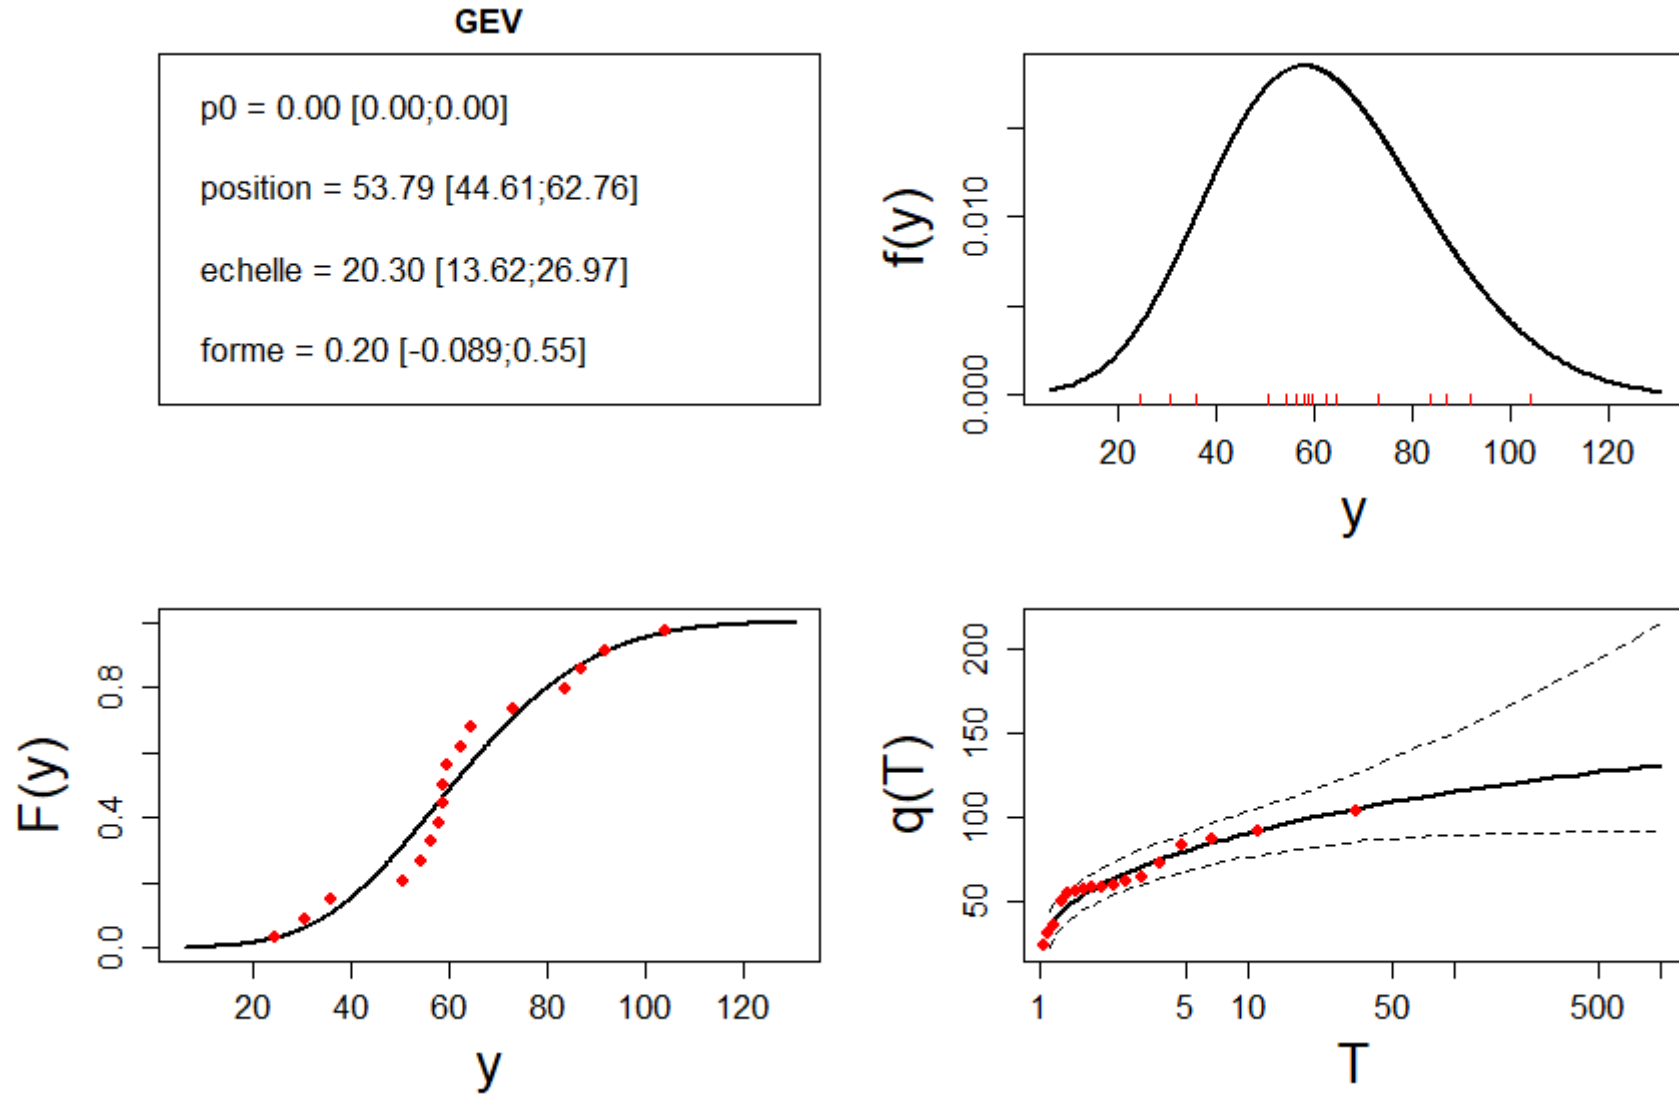 GEV
p0 = 0.00 [0.00;0.00]
position = 53.79 [44.61;62.76]
echelle = 20.30 [13.62;26.97]
forme = 0.20 [-0.089;0.55]
f(y)
0.000 0.010
20 40 60 80 100 120
y
F(y)
0.0 0.4 0.8
20 40 60 80 100 120
y
q(T)
50 100 150 200
1 5 10 50 500
T